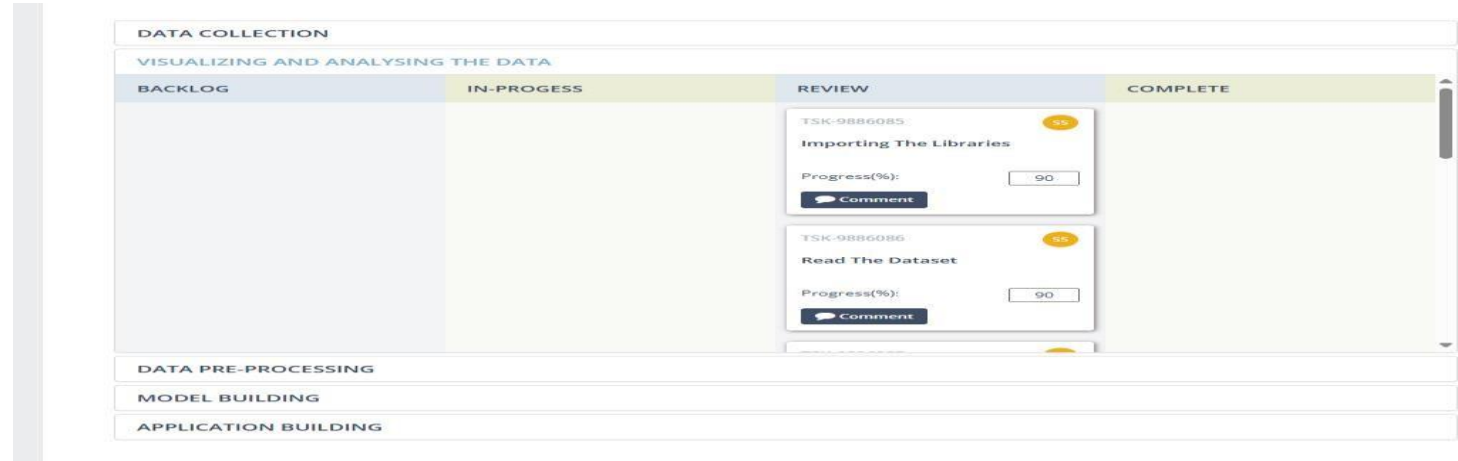 DATA COLLECTION
VISUALIZING AND ANALYSING THE DATA
BACKLOG IN-PROGESS REVIEW COMPLETE
TSK-9886085 SS
Importing The Libraries
Progress(%): 90
Comment
TSK-9886086 SS
Read The Dataset
Progress(%): 90
Comment
DATA PRE-PROCESSING
MODEL BUILDING
APPLICATION BUILDING